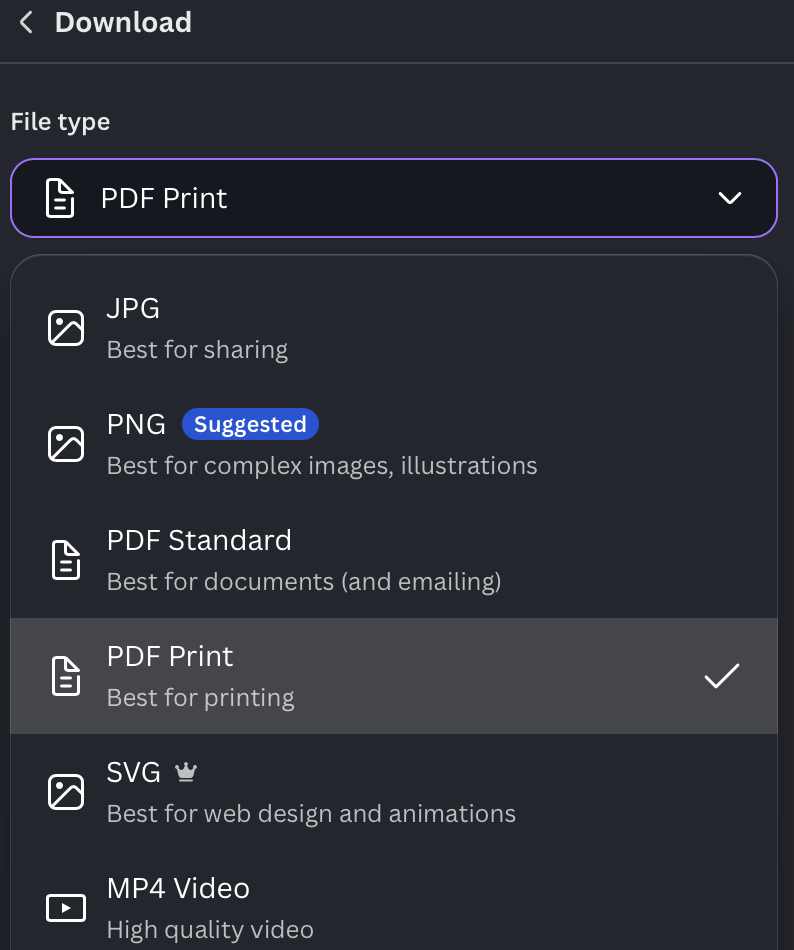 Download
File type
PDF Print
JPG
Best for sharing
PNG Suggested
Best for complex images, illustrations
PDF Standard
Best for documents (and emailing)
PDF Print
Best for printing
SVG
Best for web design and animations
MP4 Video
High quality video